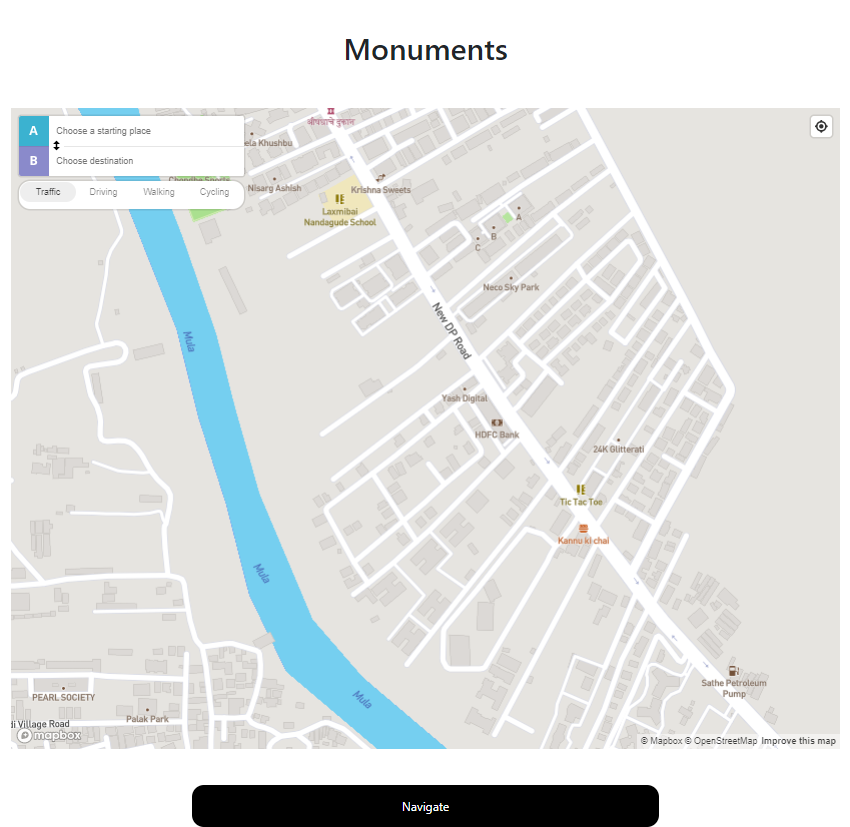 Monuments
A
Choose a starting place
B
Choose destination
Traffic Driving Walking Cycling
श्रीपादाचे दुकान
ela Khushbu
Chondhe Sports
Nisarg Ashish
Krishna Sweets
Laxmibai
Nandagude School
A
B
C
Neco Sky Park
New DP Road
Mula
Yash Digital
HDFC Bank
24K Glitterati
Tic Tac Toe
Kannu ki chai
Mula
Sathe Petroleum
Pump
PEARL SOCIETY
Mula
Palak Park
di Village Road
mapbox
© Mapbox © OpenStreetMap Improve this map
Navigate